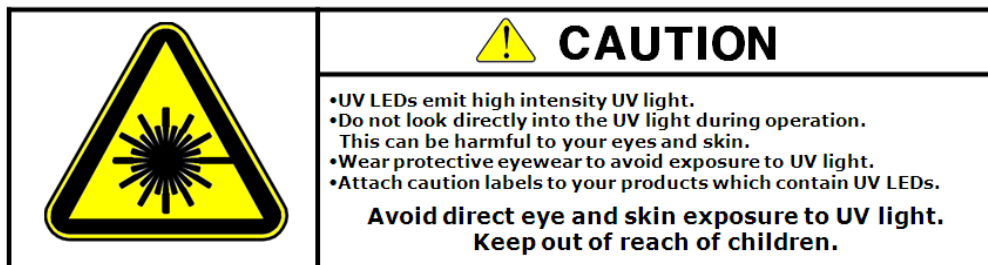 CAUTION
•UV LEDs emit high intensity UV light.
•Do not look directly into the UV light during operation.
This can be harmful to your eyes and skin.
•Wear protective eyewear to avoid exposure to UV light.
•Attach caution labels to your products which contain UV LEDs.
Avoid direct eye and skin exposure to UV light.
Keep out of reach of children.